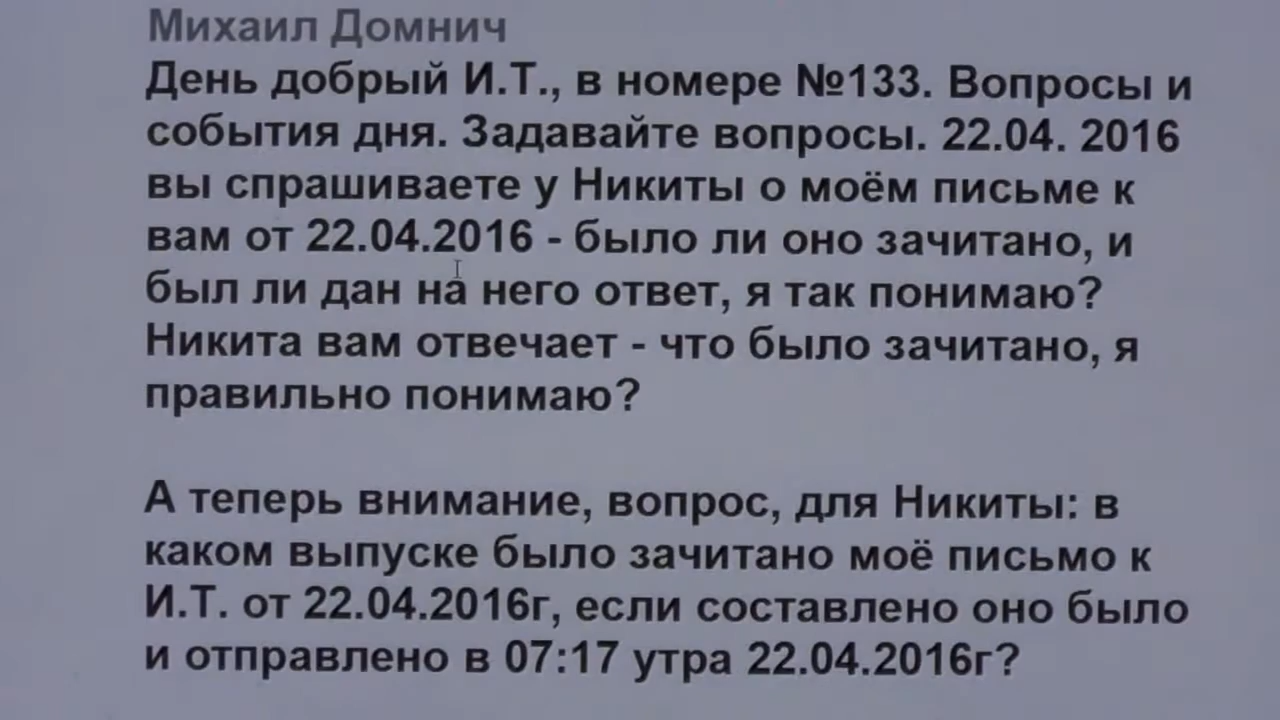 Михаил Домнич
День добрый И.Т., в номере №133. Вопросы и
события дня. Задавайте вопросы. 22.04. 2016
вы спрашиваете у Никиты о моём письме к
вам от 22.04.2016 - было ли оно зачитано, и
был ли дан на него ответ, я так понимаю?
Никита вам отвечает - что было зачитано, я
правильно понимаю?
А теперь внимание, вопрос, для Никиты: в
каком выпуске было зачитано моё письмо к
И.Т. от 22.04.2016г, если составлено оно было
и отправлено в 07:17 утра 22.04.2016г?